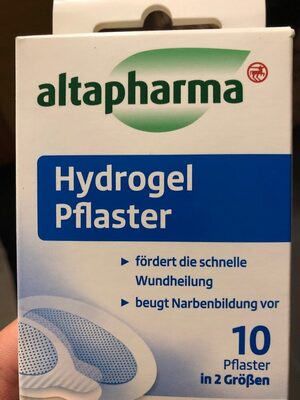 altapharma
Hydrogel
Pflaster
fördert die schnelle
Wundheilung
beugt Narbenbildung vor
10
Pflaster
in 2 Größen